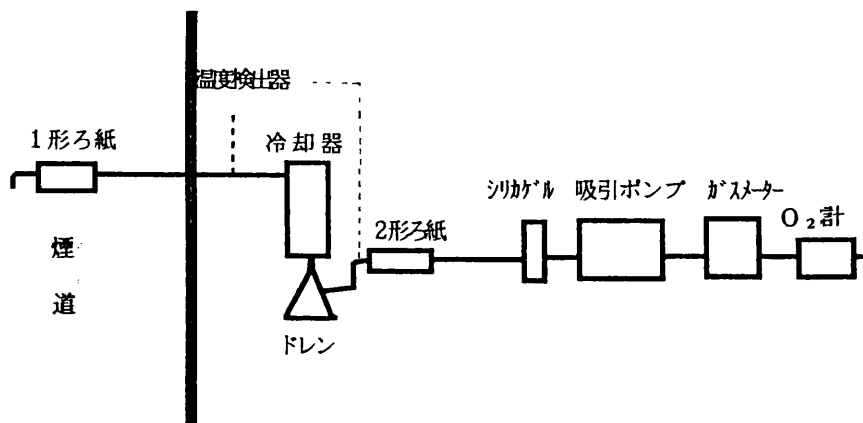 温度検出器
1形ろ紙
冷却器
シリカゲル
吸引ポンプ
ガスメーター
O₂計
2形ろ紙
煙
道
ドレン